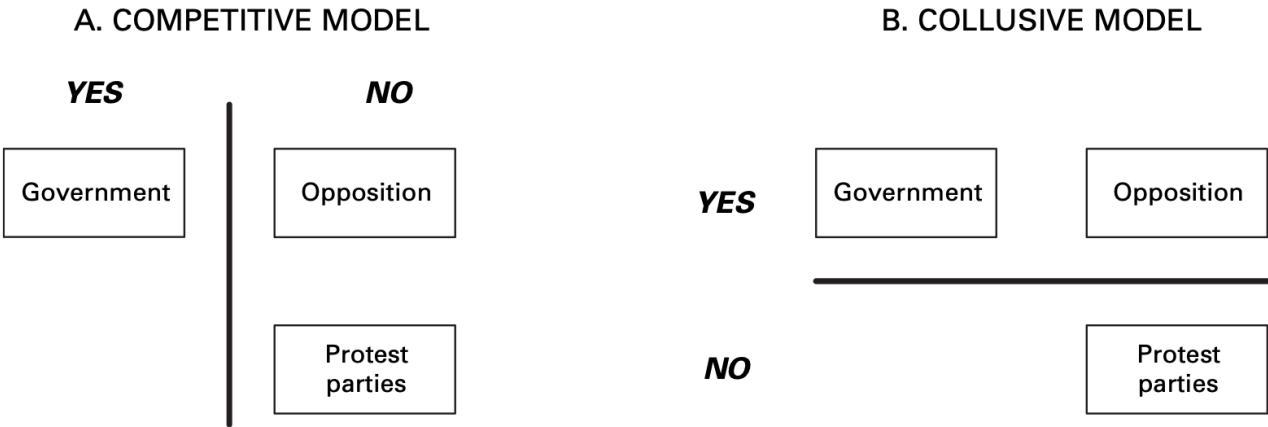 A. COMPETITIVE MODEL
YES
NO
Government
Opposition
Protest
parties
B. COLLUSIVE MODEL
YES
Government
Opposition
NO
Protest
parties